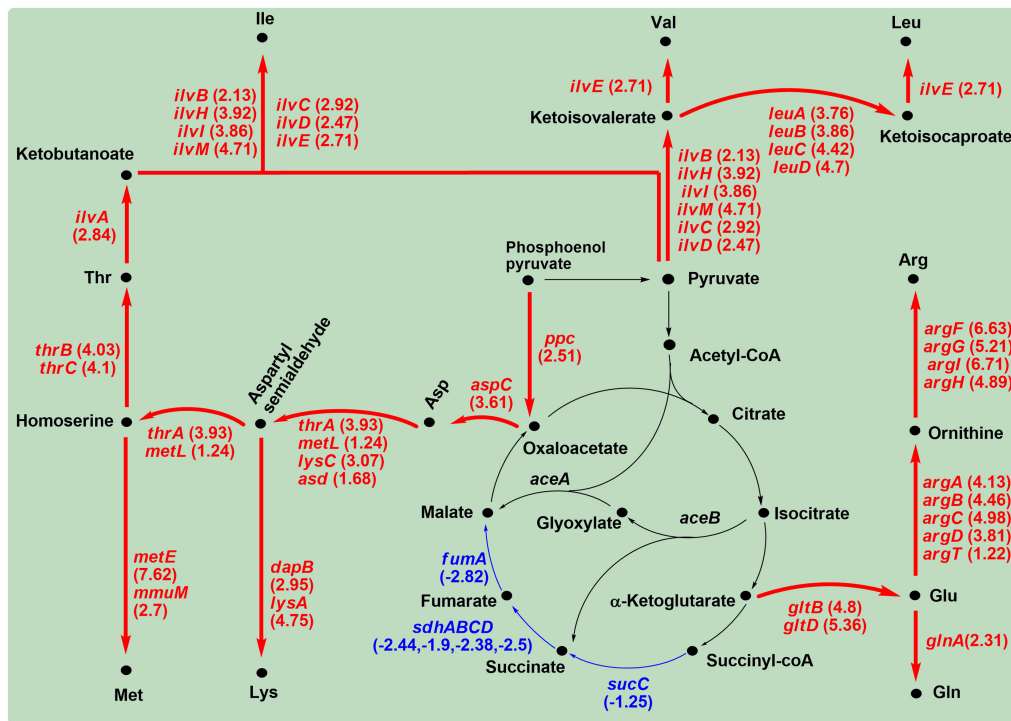 Ile
Val
Leu
ilvB (2.13)
ilvH (3.92)
ilvI (3.86)
ilvM (4.71)
ilvC (2.92)
ilvD (2.47)
ilvE (2.71)
ilvE (2.71)
ilvE (2.71)
Ketoisovalerate
leuA (3.76)
leuB (3.86)
leuC (4.42)
leuD (4.7)
Ketoisocaproate
Ketobutanoate
ilvB (2.13)
ilvH (3.92)
ilvI (3.86)
ilvM (4.71)
ilvC (2.92)
ilvD (2.47)
ilvA
(2.84)
Thr
Phosphoenol
pyruvate
Pyruvate
Arg
thrB (4.03)
thrC (4.1)
Aspartyl
semialdehyde
ppc
(2.51)
Acetyl-CoA
argF (6.63)
argG (5.21)
argI (6.71)
argH (4.89)
Homoserine
thrA (3.93)
metL (1.24)
thrA (3.93)
metL (1.24)
lysC (3.07)
asd (1.68)
Asp
aspC
(3.61)
Oxaloacetate
Citrate
Ornithine
aceA
Malate
Glyoxylate
aceB
Isocitrate
argA (4.13)
argB (4.46)
argC (4.98)
argD (3.81)
argT (1.22)
metE
(7.62)
mmuM
(2.7)
dapB
(2.95)
lysA
(4.75)
fumA
(-2.82)
Fumarate
α-Ketoglutarate
gltB (4.8)
gltD (5.36)
Glu
sdhABCD
(-2.44,-1.9,-2.38,-2.5)
Succinate
Succinyl-coA
glnA(2.31)
sucC
(-1.25)
Met
Lys
Gln